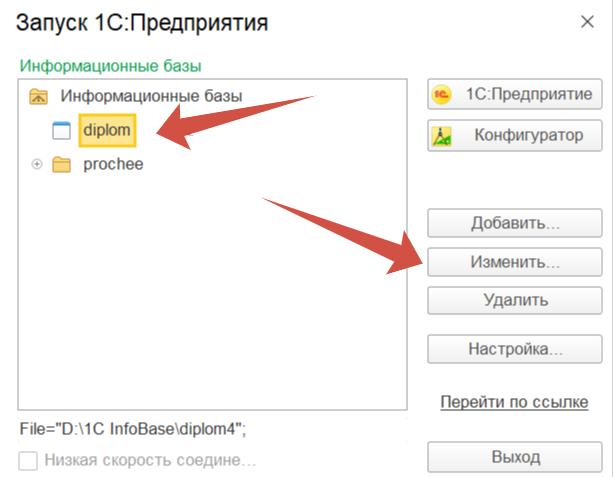 Запуск 1С:Предприятия
Информационные базы
Информационные базы
diplom
prochee
1С:Предприятие
Конфигуратор
Добавить...
Изменить...
Удалить
Настройка...
Перейти по ссылке
File="D:\1C InfoBase\diplom4";
Низкая скорость соедине...
Выход